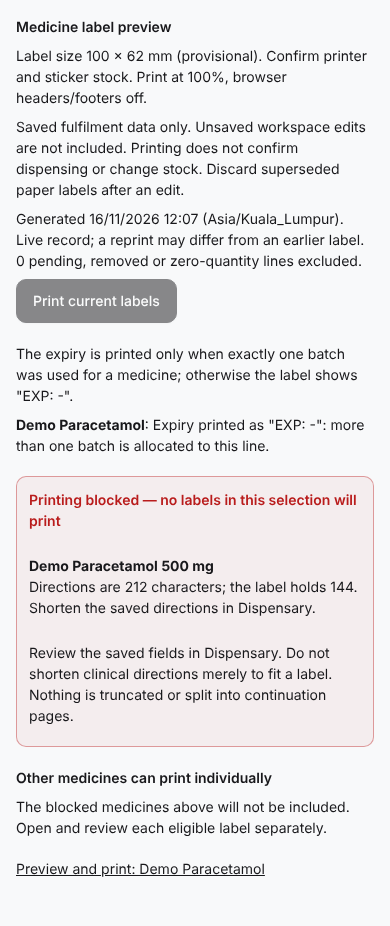 Medicine label preview
Label size 100 × 62 mm (provisional). Confirm printer
and sticker stock. Print at 100%, browser
headers/footers off.
Saved fulfilment data only. Unsaved workspace edits
are not included. Printing does not confirm
dispensing or change stock. Discard superseded
paper labels after an edit.
Generated 16/11/2026 12:07 (Asia/Kuala_Lumpur).
Live record; a reprint may differ from an earlier label.
0 pending, removed or zero-quantity lines excluded.
Print current labels
The expiry is printed only when exactly one batch
was used for a medicine; otherwise the label shows
"EXP: -".
Demo Paracetamol: Expiry printed as "EXP: -": more
than one batch is allocated to this line.
Printing blocked — no labels in this selection will
print
Demo Paracetamol 500 mg
Directions are 212 characters; the label holds 144.
Shorten the saved directions in Dispensary.
Review the saved fields in Dispensary. Do not
shorten clinical directions merely to fit a label.
Nothing is truncated or split into continuation
pages.
Other medicines can print individually
The blocked medicines above will not be included.
Open and review each eligible label separately.
Preview and print: Demo Paracetamol